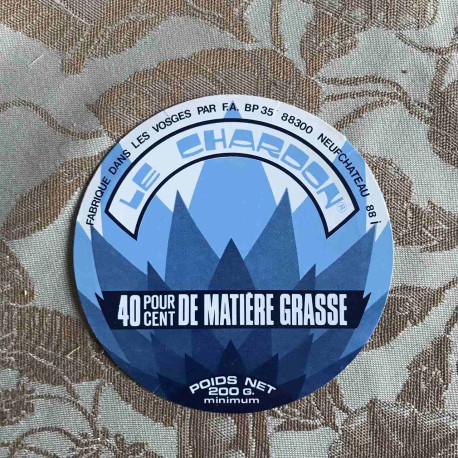 FABRIQUE DANS LES VOSGES PAR F.A. BP 35 88300 NEUFCHATEAU 88 i
LE CHARDON
40 POUR CENT DE MATIÈRE GRASSE
POIDS NET
200 G.
minimum